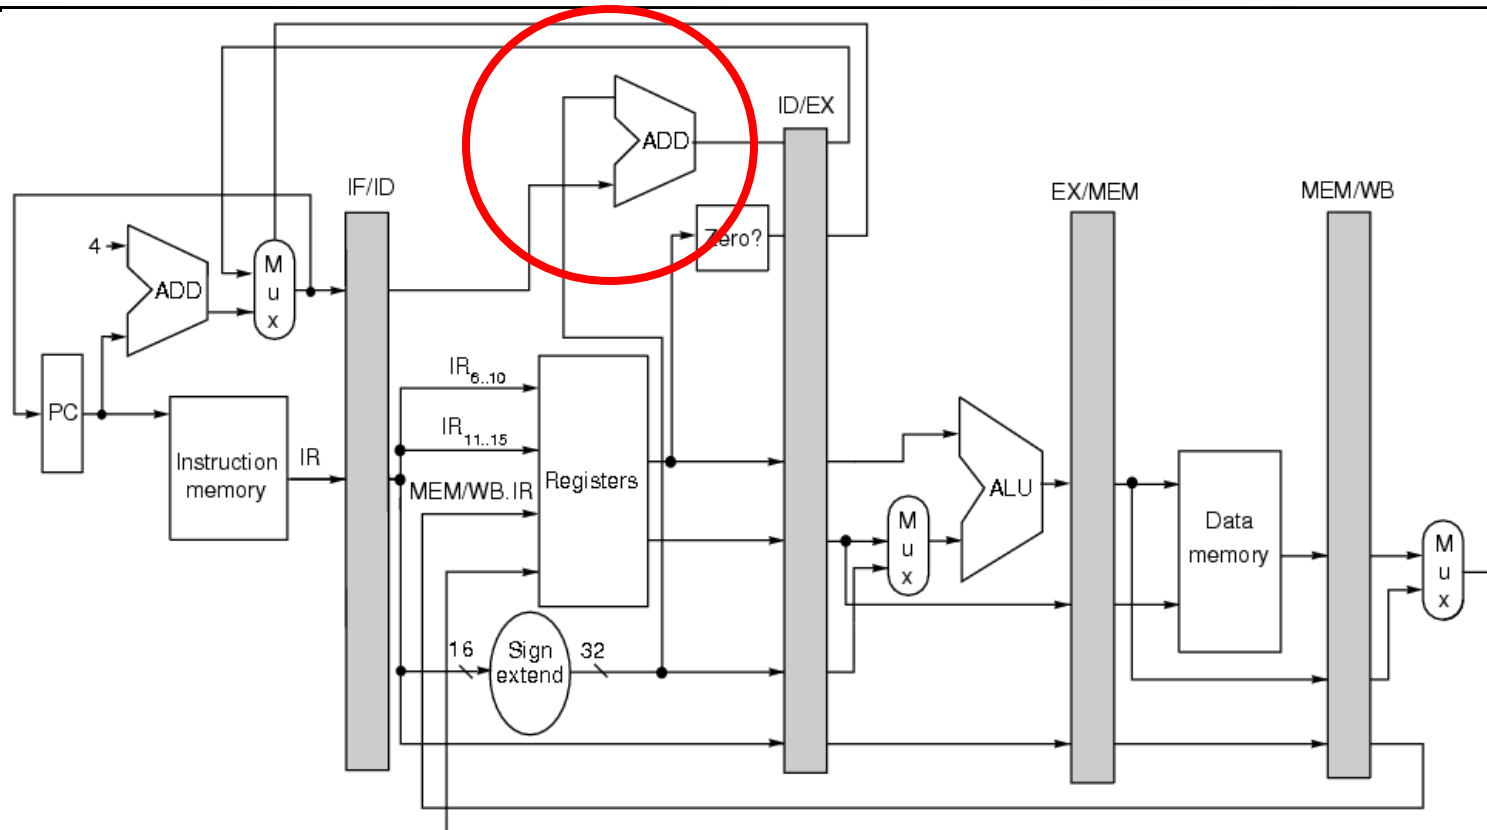 ID/EX
ADD
IF/ID
EX/MEM
MEM/WB
Zero?
4
ADD
M
u
x
IR6..10
PC
IR11..15
Instruction
memory
IR
Registers
MEM/WB.IR
ALU
M
u
x
Data
memory
M
u
x
16
Sign
extend
32